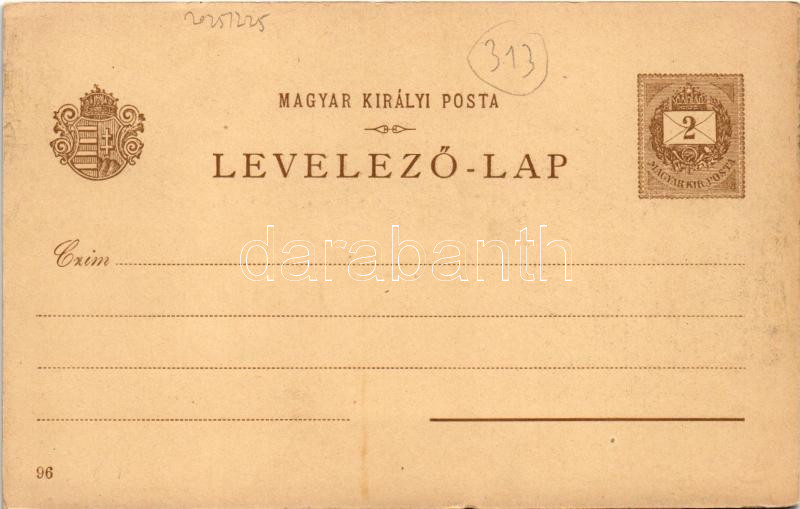 20251225
313
MAGYAR KIRÁLYI POSTA
LEVELEZŐ-LAP
2
MAGYAR KIR. POSTA
Czim
darabanth
96